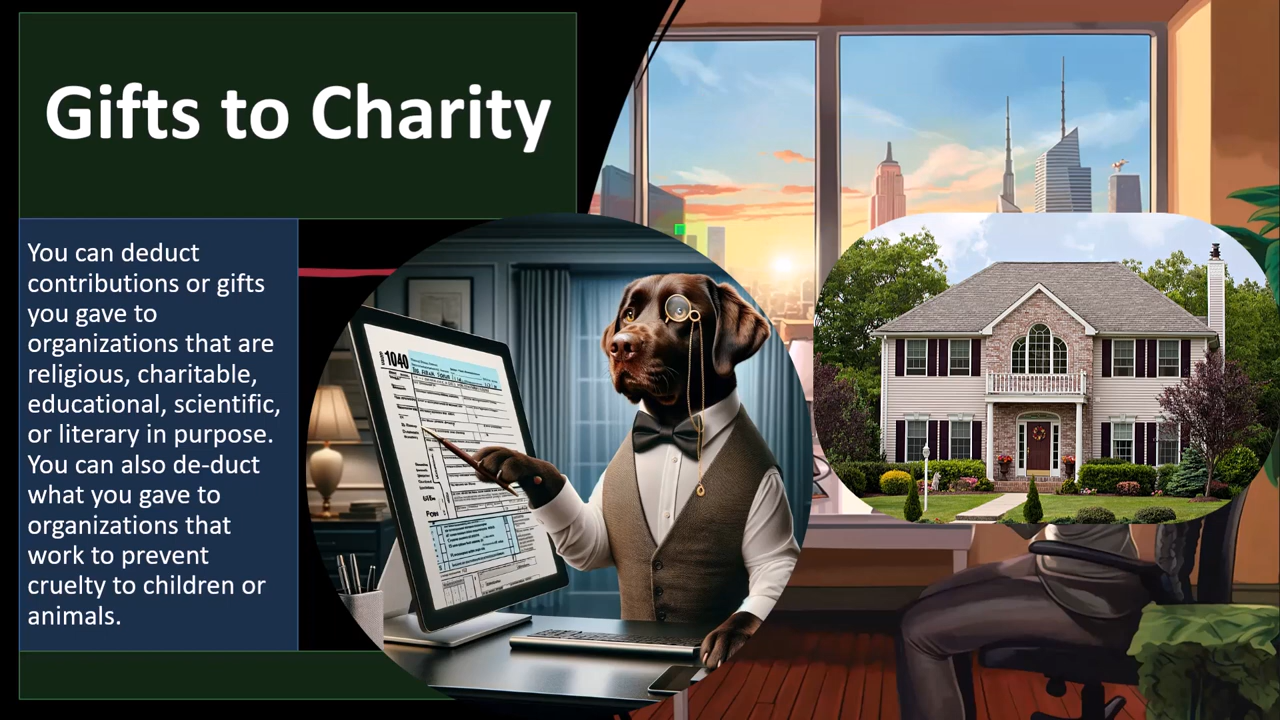 Gifts to Charity
You can deduct
contributions or gifts
you gave to
organizations that are
religious, charitable,
educational, scientific,
or literary in purpose.
You can also de-duct
what you gave to
organizations that
work to prevent
cruelty to children or
animals.
1040